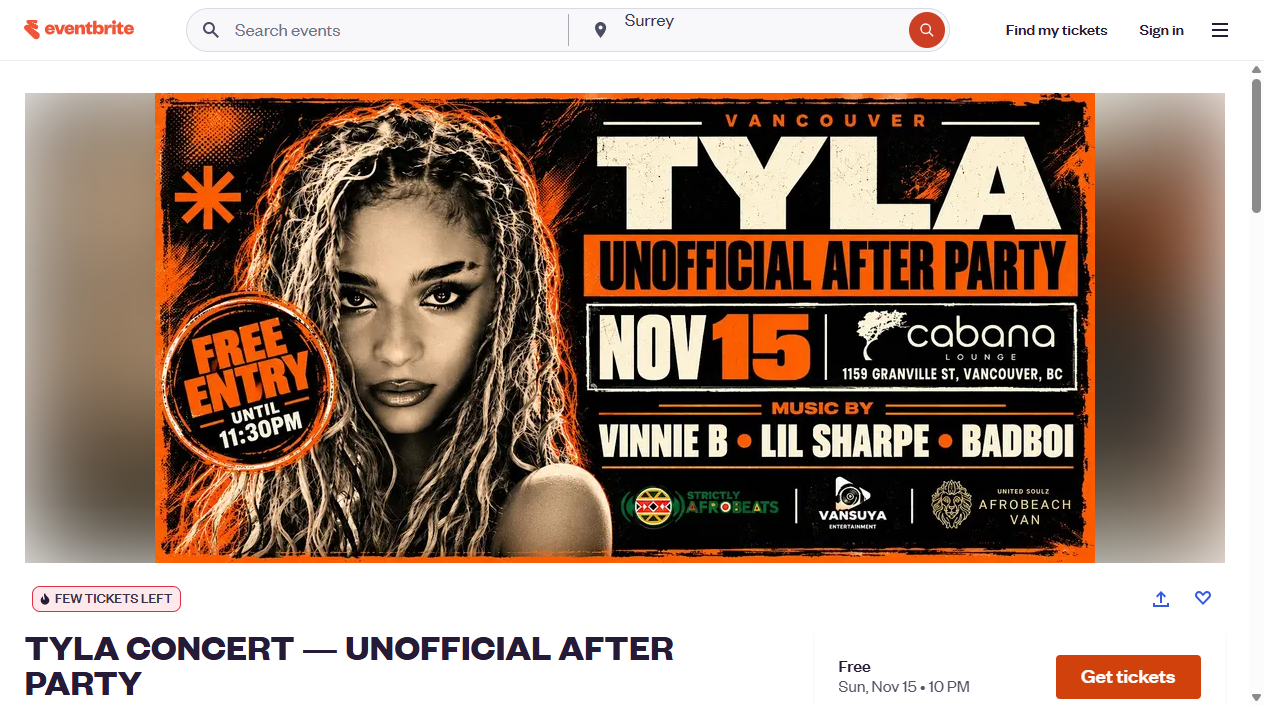 eventbrite
Search events
Surrey
Find my tickets
Sign in
VANCOUVER
TYLA
UNOFFICIAL AFTER PARTY
NOV 15
cabana
LOUNGE
1159 GRANVILLE ST, VANCOUVER, BC
FREE
ENTRY
UNTIL
11:30PM
MUSIC BY
VINNIE B • LIL SHARPE • BADBOI
STRICTLY
AFROBEATS
VANSUYA
ENTERTAINMENT
UNITED SOULZ
AFROBEACH
VAN
FEW TICKETS LEFT
TYLA CONCERT — UNOFFICIAL AFTER
PARTY
Free
Sun, Nov 15 • 10 PM
Get tickets